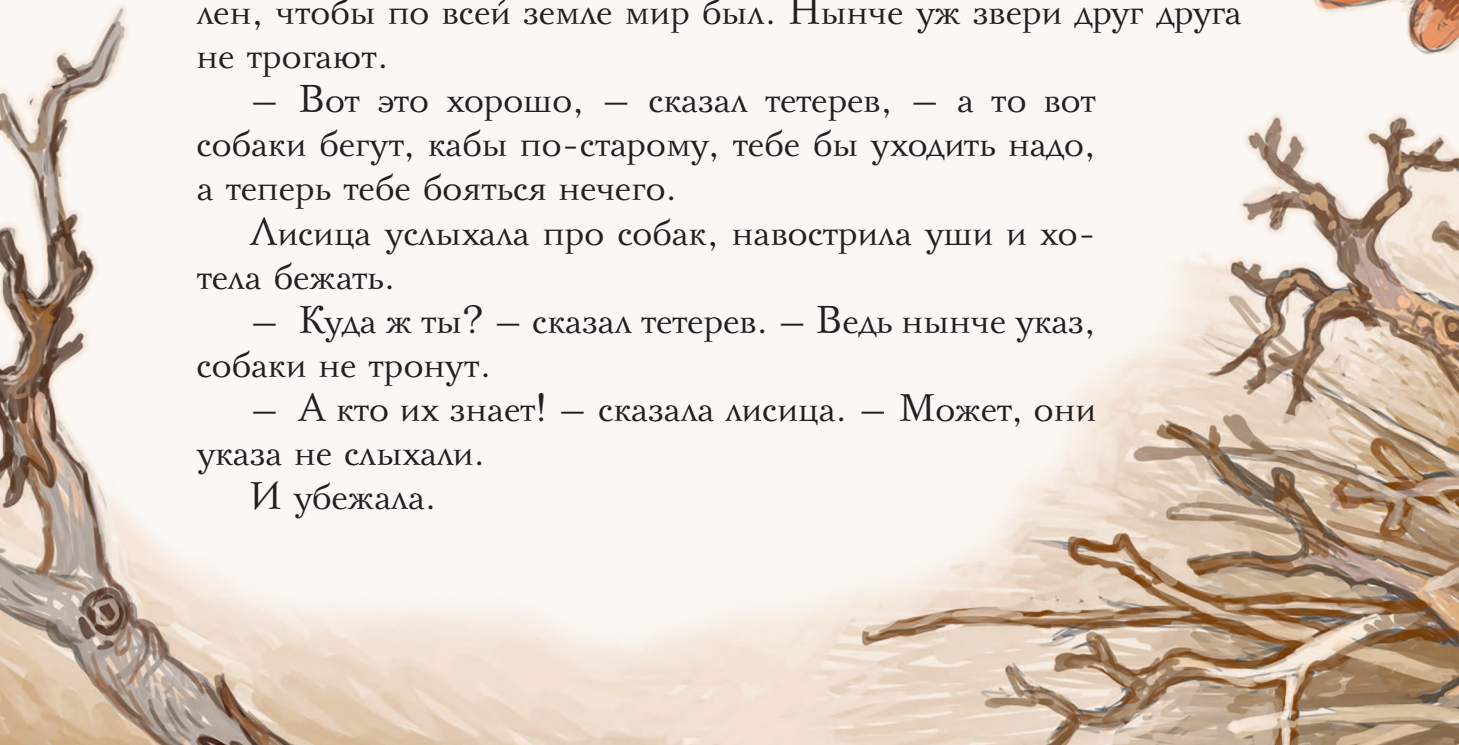 лен, чтобы по всей земле мир был. Нынче уж звери друг друга
не трогают.
— Вот это хорошо, — сказал тетерев, — а то вот
собаки бегут, кабы по-старому, тебе бы уходить надо,
а теперь тебе бояться нечего.
Лисица услыхала про собак, навострила уши и хо-
тела бежать.
— Куда ж ты? — сказал тетерев. — Ведь нынче указ,
собаки не тронут.
— А кто их знает! — сказала лисица. — Может, они
указа не слыхали.
И убежала.